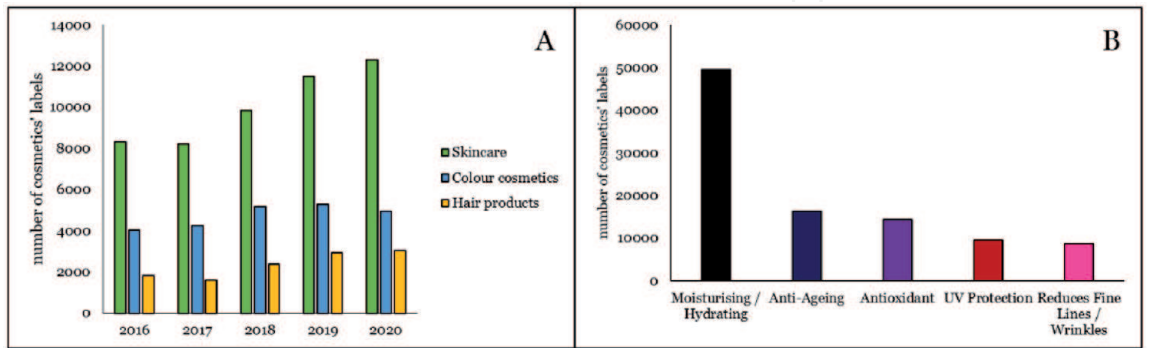 A
number of cosmetics' labels
14000
12000
10000
8000
6000
4000
2000
0
2016
2017
2018
2019
2020
Skincare
Colour cosmetics
Hair products
B
number of cosmetics' labels
60000
50000
40000
30000
20000
10000
0
Moisturising /
Hydrating
Anti-Ageing
Antioxidant
UV Protection
Reduces Fine
Lines /
Wrinkles